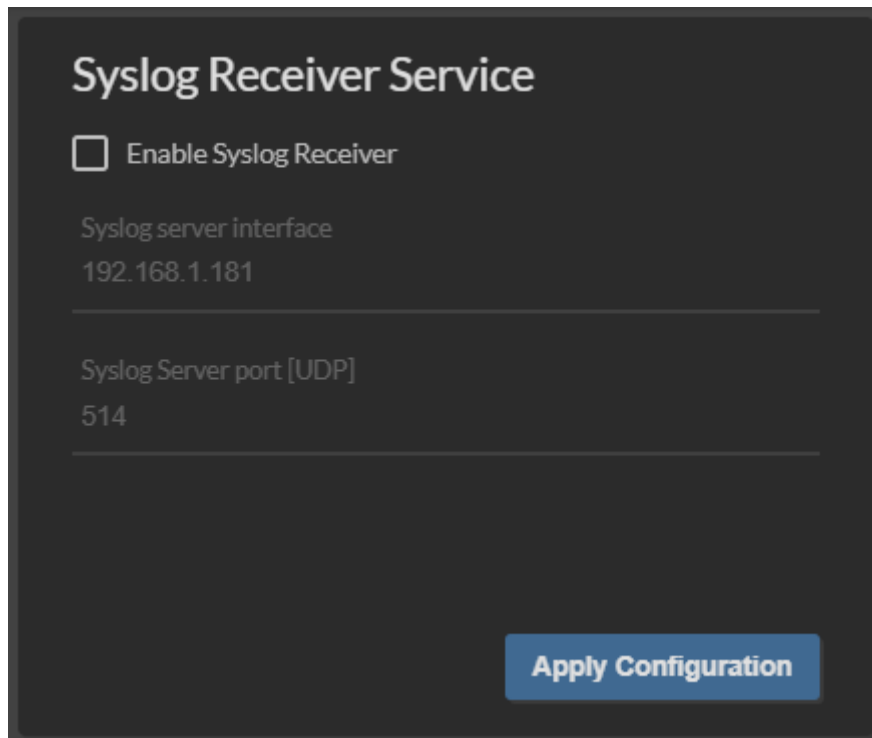 Syslog Receiver Service
Enable Syslog Receiver
Syslog server interface
192.168.1.181
Syslog Server port [UDP]
514
Apply Configuration